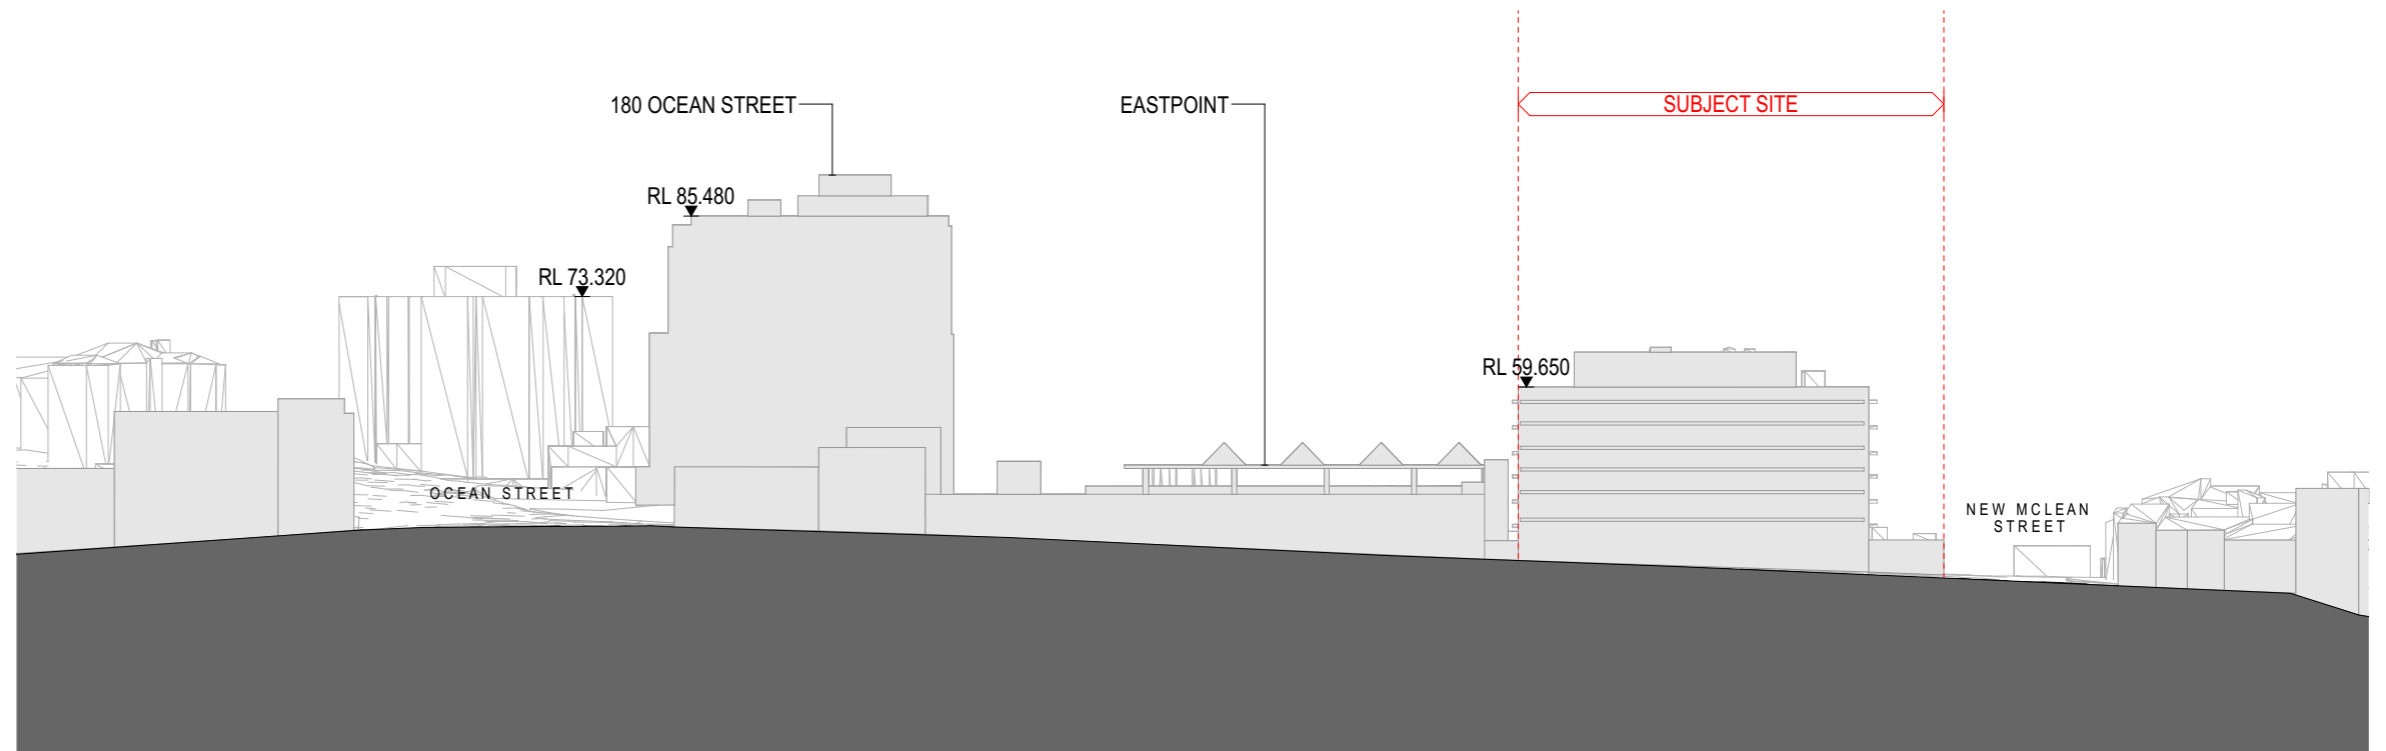 180 OCEAN STREET
EASTPOINT
SUBJECT SITE
RL 85.480
RL 73.320
RL 59.650
OCEAN STREET
NEW MCLEAN
STREET